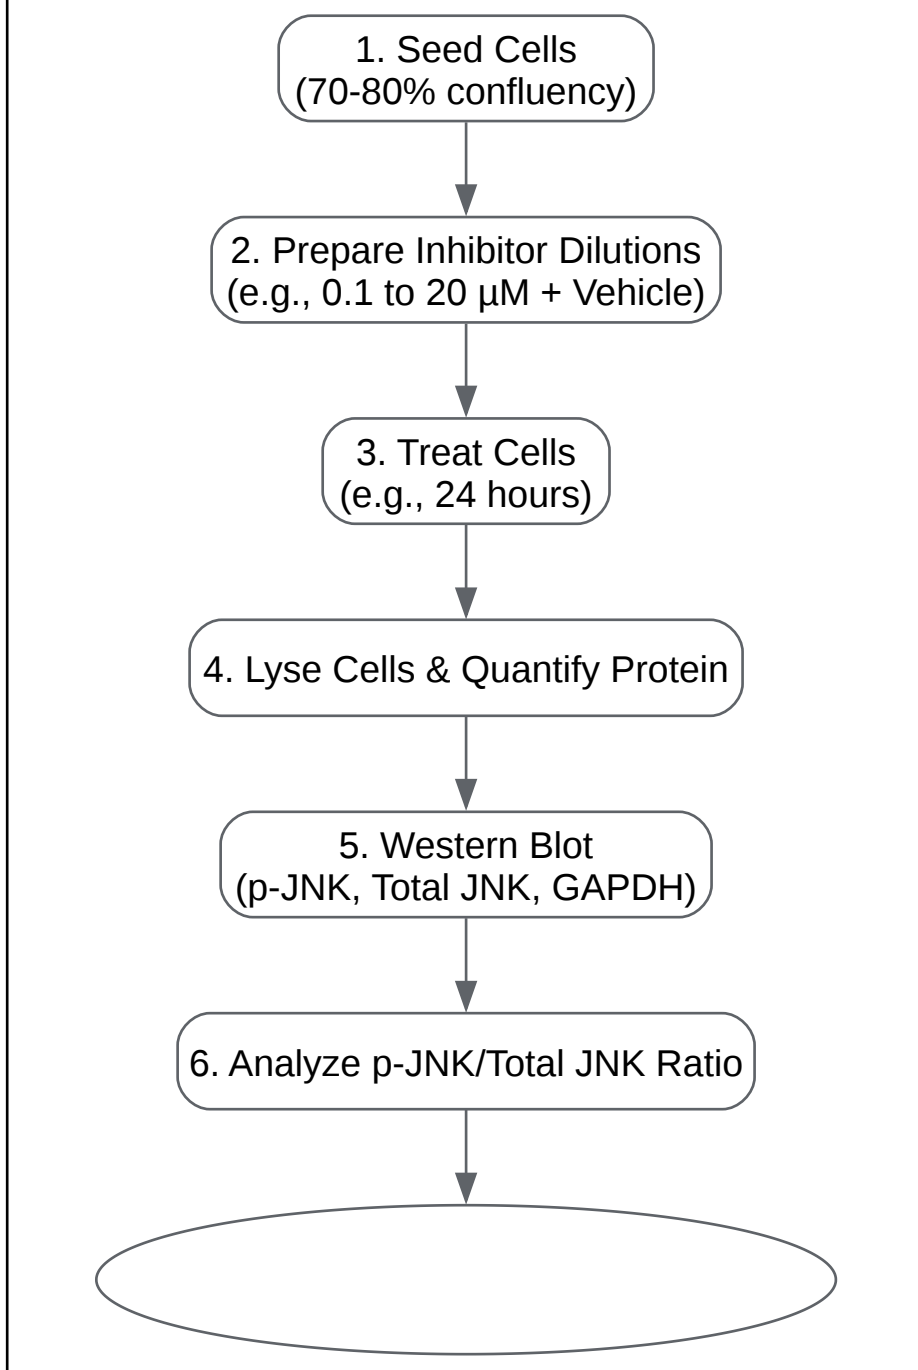 1. Seed Cells
(70-80% confluency)
2. Prepare Inhibitor Dilutions
(e.g., 0.1 to 20 µM + Vehicle)
3. Treat Cells
(e.g., 24 hours)
4. Lyse Cells & Quantify Protein
5. Western Blot
(p-JNK, Total JNK, GAPDH)
6. Analyze p-JNK/Total JNK Ratio